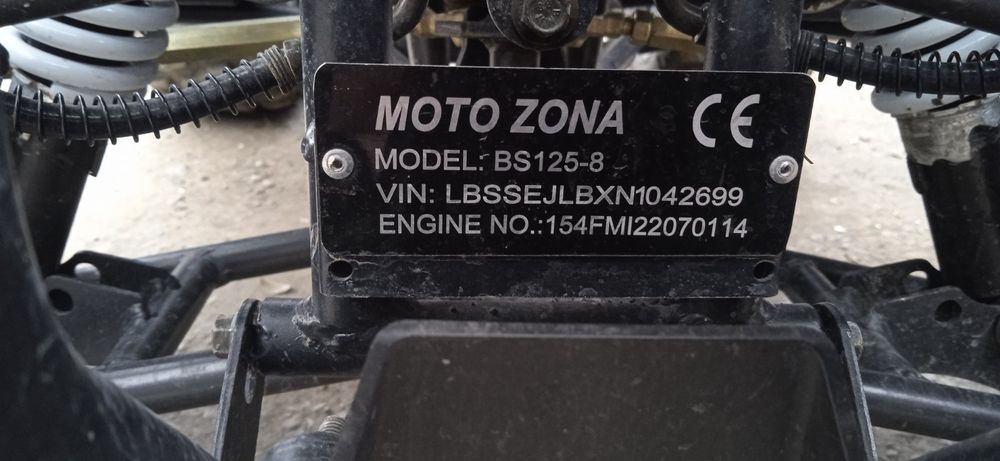 MOTO ZONA CE
MODEL: BS125-8
VIN: LBSSEJLBXN1042699
ENGINE NO.:154FMI22070114